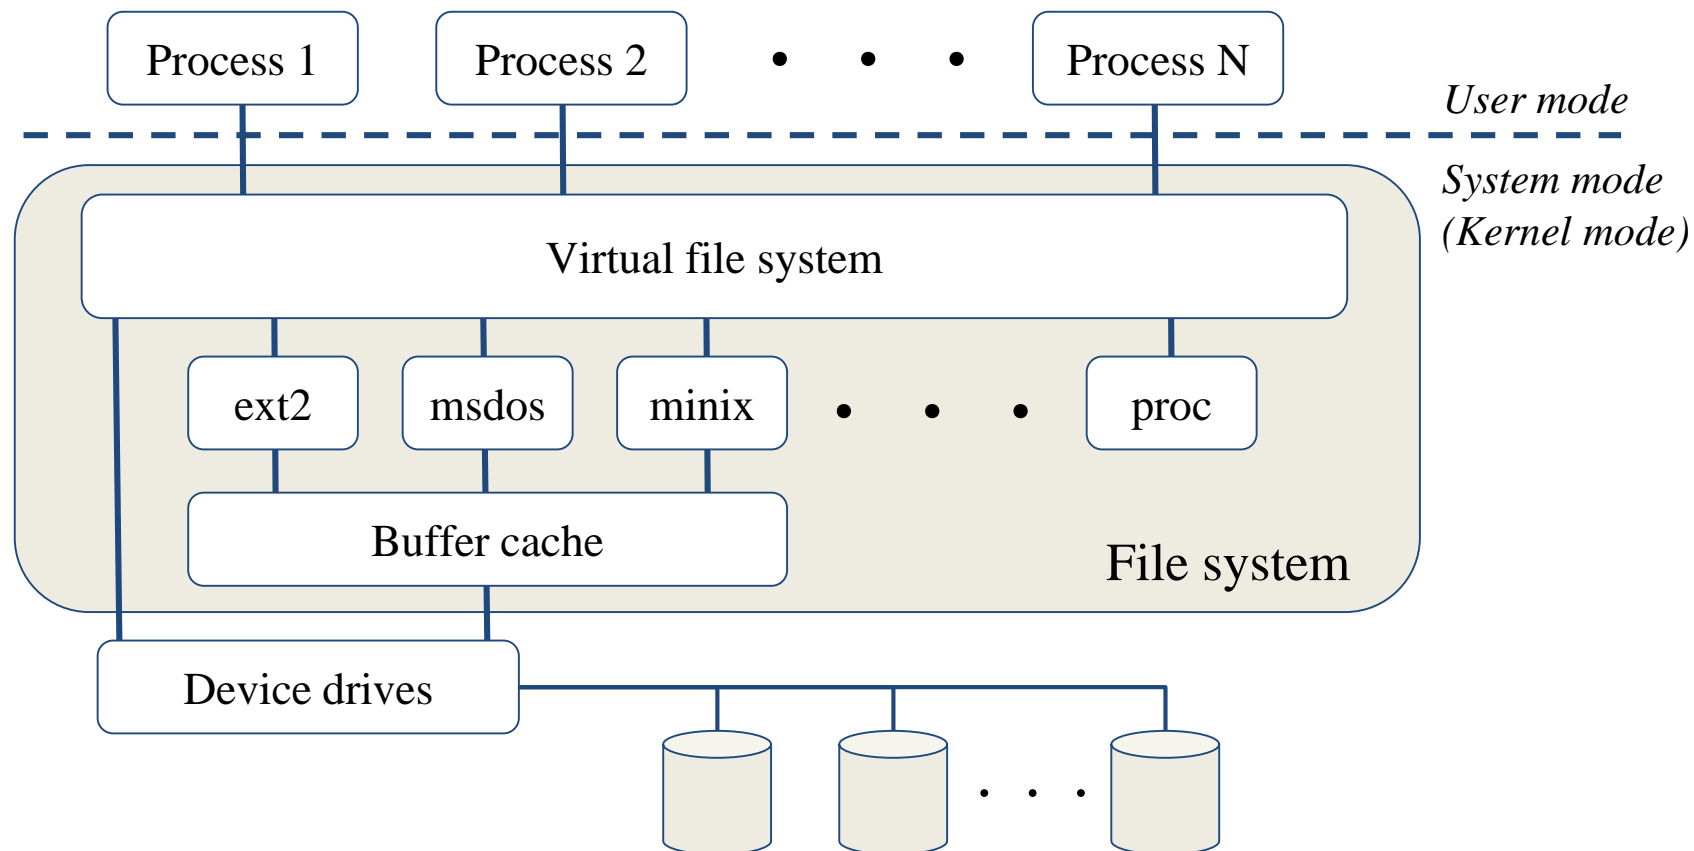 Process 1
Process 2
Process N
User mode
System mode
(Kernel mode)
Virtual file system
ext2
msdos
minix
proc
Buffer cache
File system
Device drives